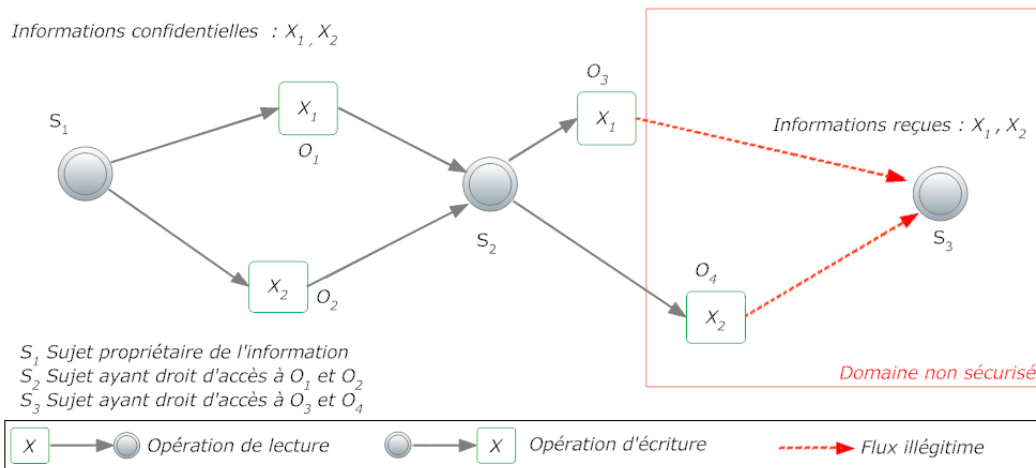 Informations confidentielles : X₁, X₂
O₃
S₁
X₁
X₁
O₁
Informations reçues : X₁, X₂
S₂
S₃
X₂
O₂
O₄
X₂
S₁ Sujet propriétaire de l'information
S₂ Sujet ayant droit d'accès à O₁ et O₂
S₃ Sujet ayant droit d'accès à O₃ et O₄
Domaine non sécurisé
X
Opération de lecture
X
Opération d'écriture
Flux illégitime